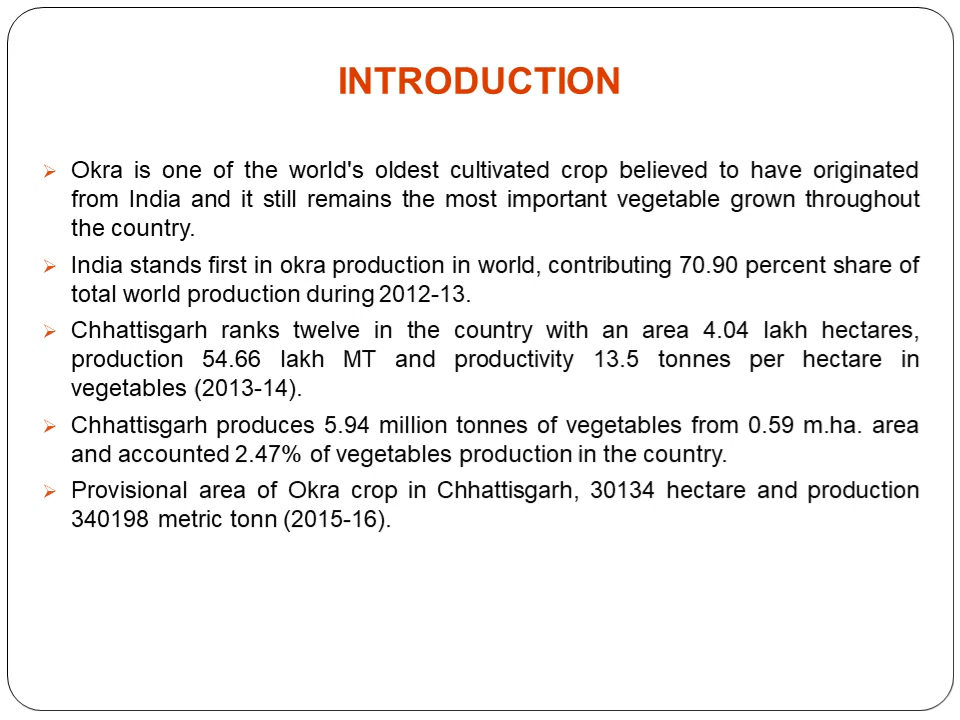 INTRODUCTION
Okra is one of the world's oldest cultivated crop believed to have originated
from India and it still remains the most important vegetable grown throughout
the country.
India stands first in okra production in world, contributing 70.90 percent share of
total world production during 2012-13.
Chhattisgarh ranks twelve in the country with an area 4.04 lakh hectares,
production 54.66 lakh MT and productivity 13.5 tonnes per hectare in
vegetables (2013-14).
Chhattisgarh produces 5.94 million tonnes of vegetables from 0.59 m.ha. area
and accounted 2.47% of vegetables production in the country.
Provisional area of Okra crop in Chhattisgarh, 30134 hectare and production
340198 metric tonn (2015-16).